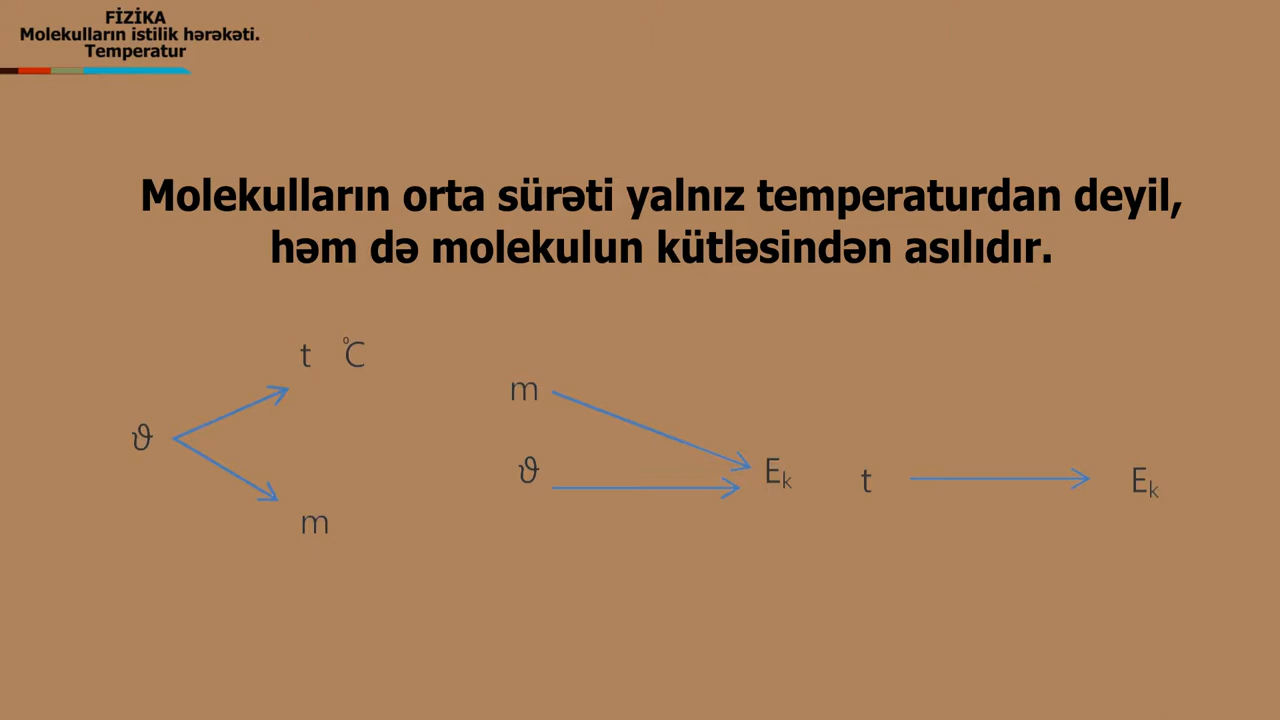 FİZİKA
Molekulların istilik hərəkəti.
Temperatur
Molekulların orta sürəti yalnız temperaturdan deyil,
həm də molekulun kütləsindən asılıdır.
t °C
ϑ
m
m
ϑ
Eₖ
t
Eₖ